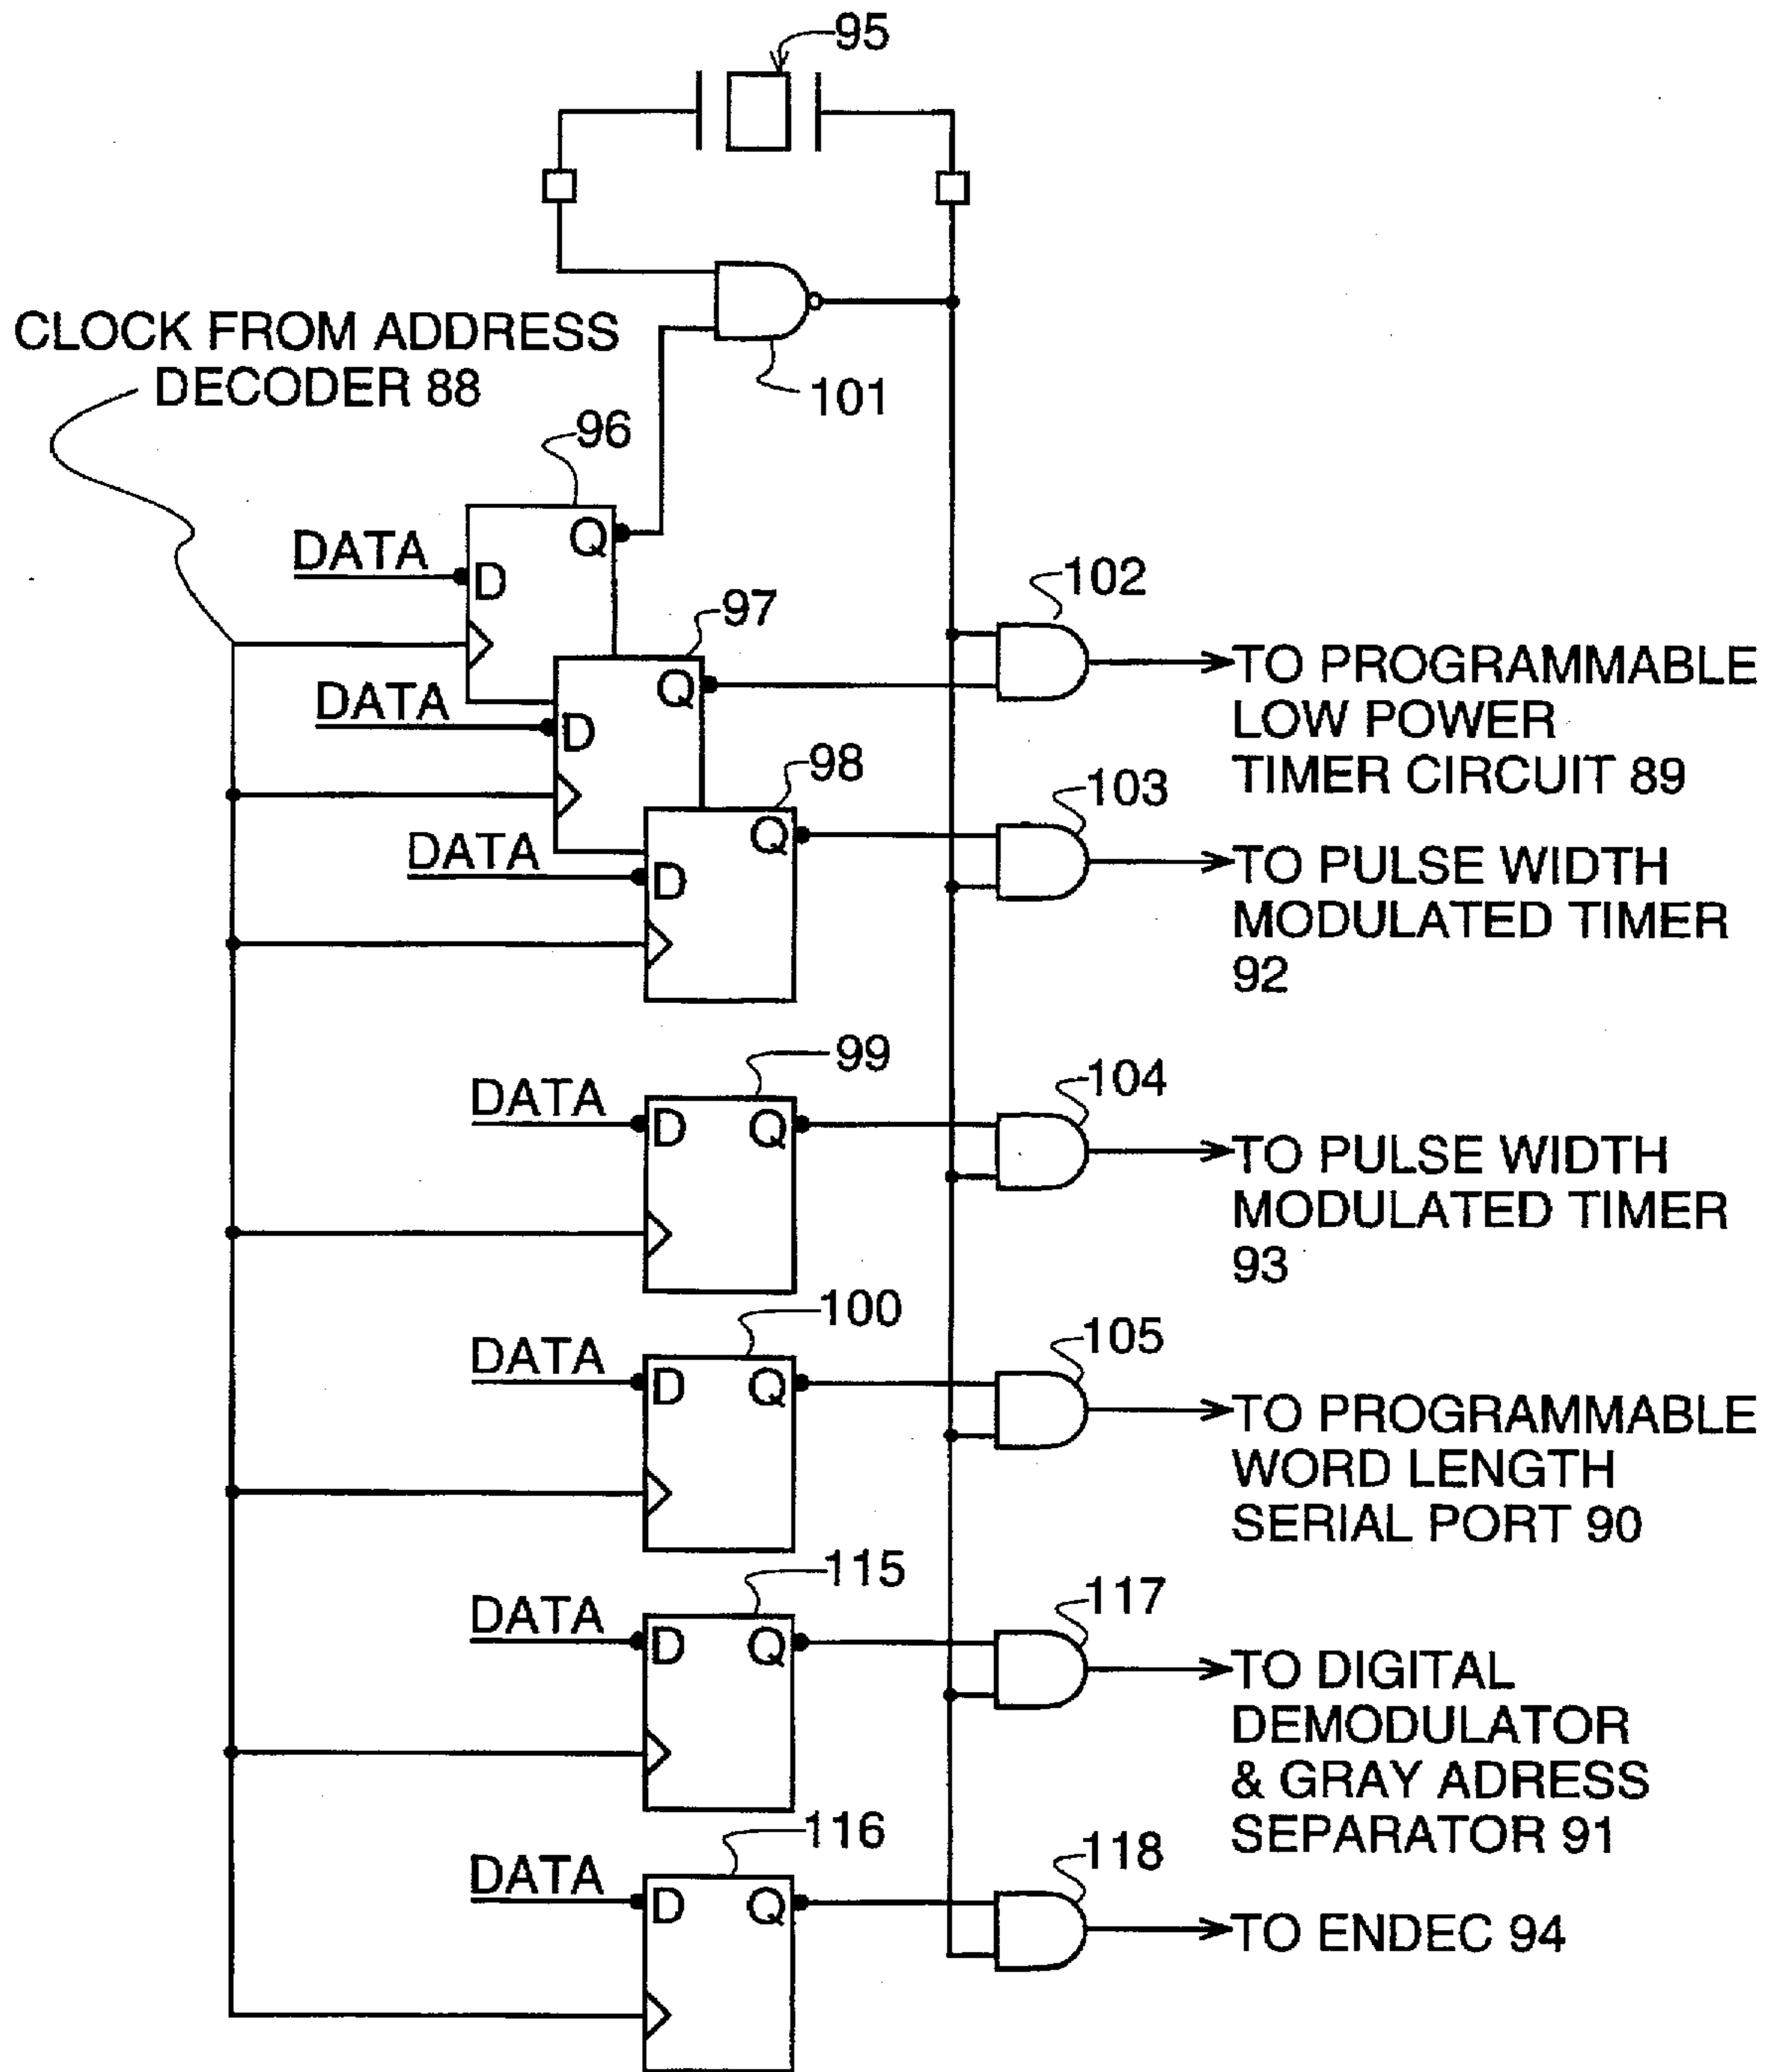 95
CLOCK FROM ADDRESS
DECODER 88
101
96
Q
DATA
D
102
97
TO PROGRAMMABLE
LOW POWER
TIMER CIRCUIT 89
Q
DATA
D
98
103
Q
DATA
D
TO PULSE WIDTH
MODULATED TIMER
92
99
104
DATA
D
Q
TO PULSE WIDTH
MODULATED TIMER
93
100
105
DATA
D
Q
TO PROGRAMMABLE
WORD LENGTH
SERIAL PORT 90
115
117
DATA
D
Q
TO DIGITAL
DEMODULATOR
& GRAY ADRESS
SEPARATOR 91
116
118
DATA
D
Q
TO ENDEC 94